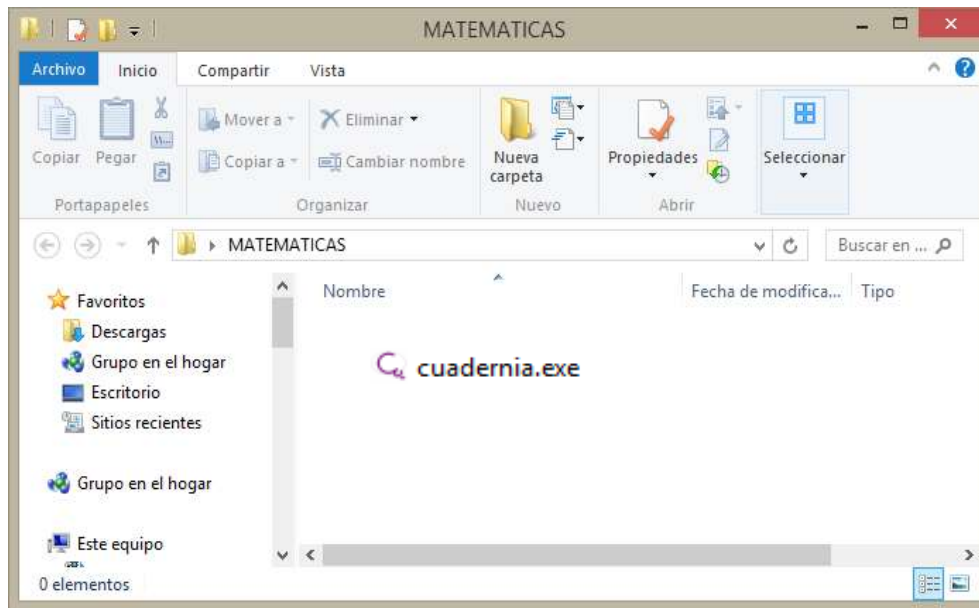 MATEMATICAS
Archivo Inicio Compartir Vista
Copiar Pegar Mover a Copiar a Eliminar Cambiar nombre Nueva carpeta Propiedades Seleccionar
Portapapeles Organizar Nuevo Abrir
MATEMATICAS Buscar en ...
Favoritos
Descargas
Grupo en el hogar
Escritorio
Sitios recientes
Grupo en el hogar
Este equipo
Nombre Fecha de modifica... Tipo
cuadernia.exe
0 elementos